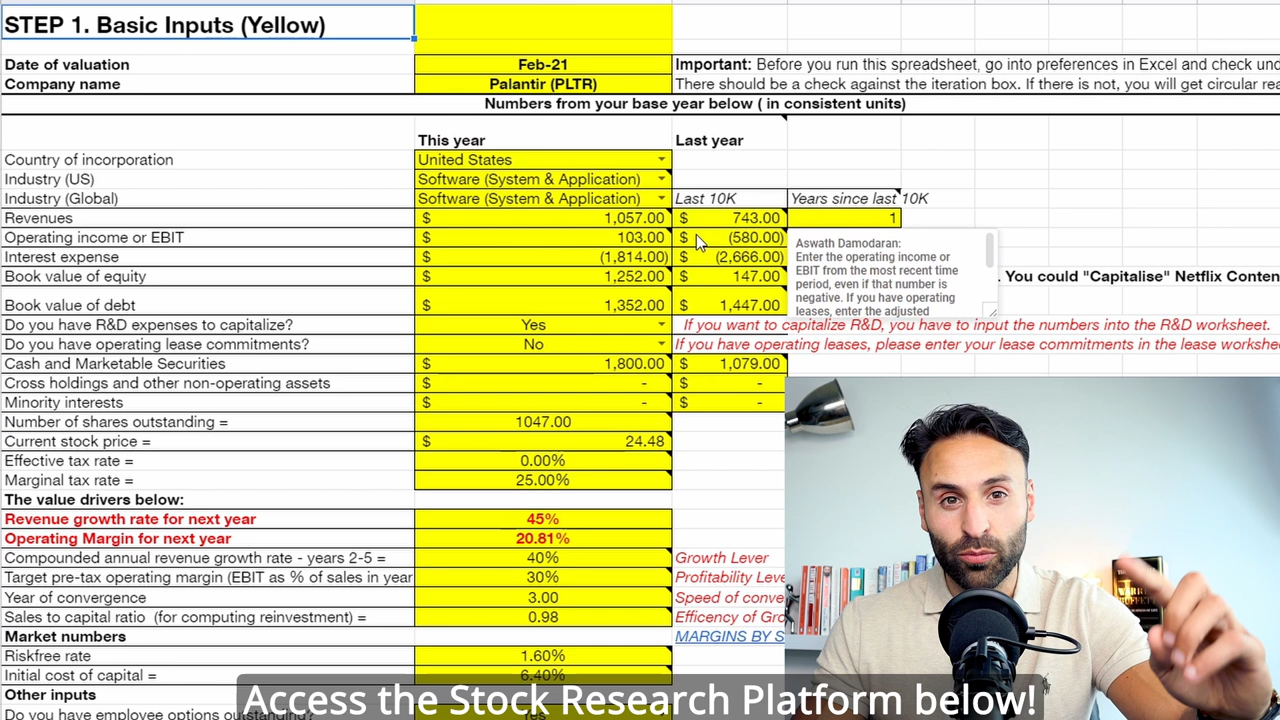 STEP 1. Basic Inputs (Yellow)
Date of valuation Feb-21 Important: Before you run this spreadsheet, go into preferences in Excel and check
Company name Palantir (PLTR) There should be a check against the iteration box. If there is not, you will get circular
Numbers from your base year below ( in consistent units)
This year Last year
Country of incorporation United States
Industry (US) Software (System & Application)
Industry (Global) Software (System & Application) Last 10K Years since last 10K
Revenues $ 1,057.00 $ 743.00 1
Operating income or EBIT $ 103.00 $ (580.00)
Interest expense $ (1,814.00) $ (2,666.00)
Book value of equity $ 1,252.00 $ 147.00 . You could "Capitalise" Netflix Conten
Book value of debt $ 1,352.00 $ 1,447.00
Aswath Damodaran:
Enter the operating income or
EBIT from the most recent time
period, even if that number is
negative. If you have operating
leases, enter the adjusted
Do you have R&D expenses to capitalize? Yes If you want to capitalize R&D, you have to input the numbers into the R&D worksheet.
Do you have operating lease commitments? No If you have operating leases, please enter your lease commitments in the lease workshee
Cash and Marketable Securities $ 1,800.00 $ 1,079.00
Cross holdings and other non-operating assets $ - $ -
Minority interests $ - $ -
Number of shares outstanding = 1047.00
Current stock price = $ 24.48
Effective tax rate = 0.00%
Marginal tax rate = 25.00%
The value drivers below:
Revenue growth rate for next year 45%
Operating Margin for next year 20.81%
Compounded annual revenue growth rate - years 2-5 = 40% Growth Lever
Target pre-tax operating margin (EBIT as % of sales in year 30% Profitability Leve
Year of convergence 3.00 Speed of conve
Sales to capital ratio (for computing reinvestment) = 0.98 Efficency of Gro
Market numbers MARGINS BY S
Riskfree rate 1.60%
Initial cost of capital = 6.40%
Other inputs
Do you have employee options outstanding? Yes
Access the Stock Research Platform below!